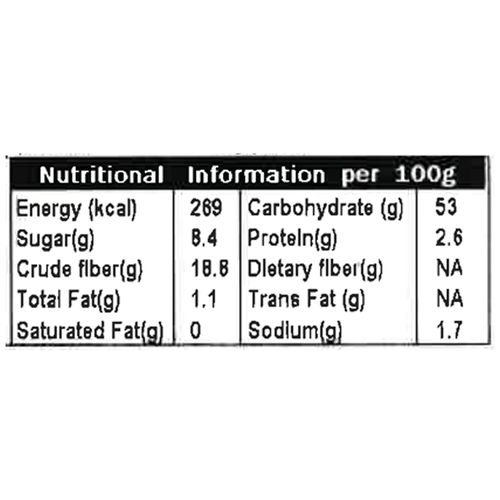 Nutritional Information per 100g
Energy (kcal) 269 Carbohydrate (g) 53
Sugar(g) 8.4 Protein(g) 2.6
Crude fiber(g) 18.8 Dietary fiber(g) NA
Total Fat(g) 1.1 Trans Fat (g) NA
Saturated Fat(g) 0 Sodium(g) 1.7